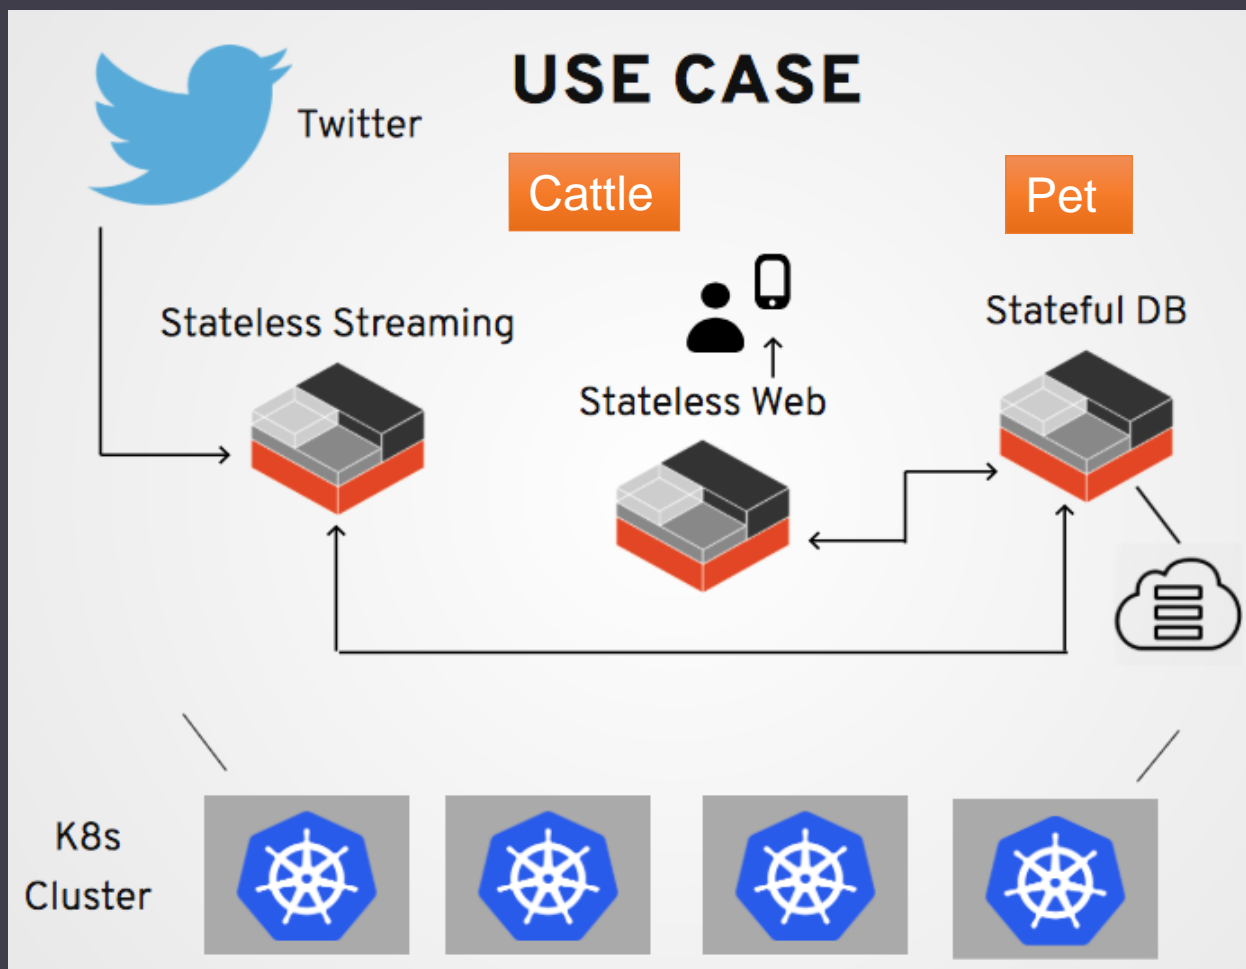 USE CASE
Twitter
Cattle
Pet
Stateless Streaming
Stateful DB
Stateless Web
K8s
Cluster